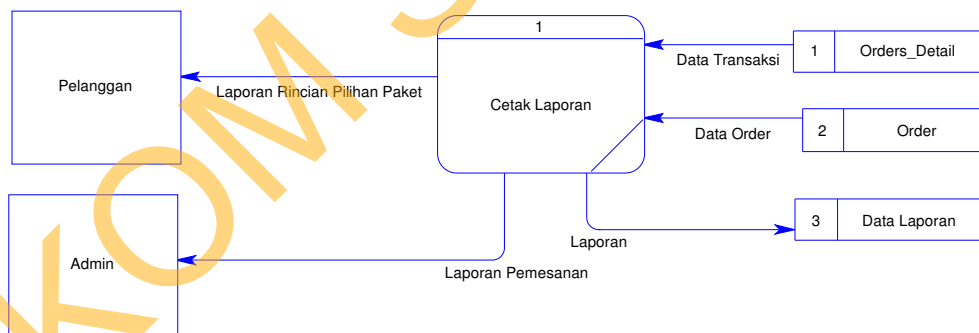 1
Cetak Laporan
Pelanggan
Laporan Rincian Pilihan Paket
Data Transaksi
1 Orders_Detail
Data Order
2 Order
Laporan
3 Data Laporan
Admin
Laporan Pemesanan
KOM S